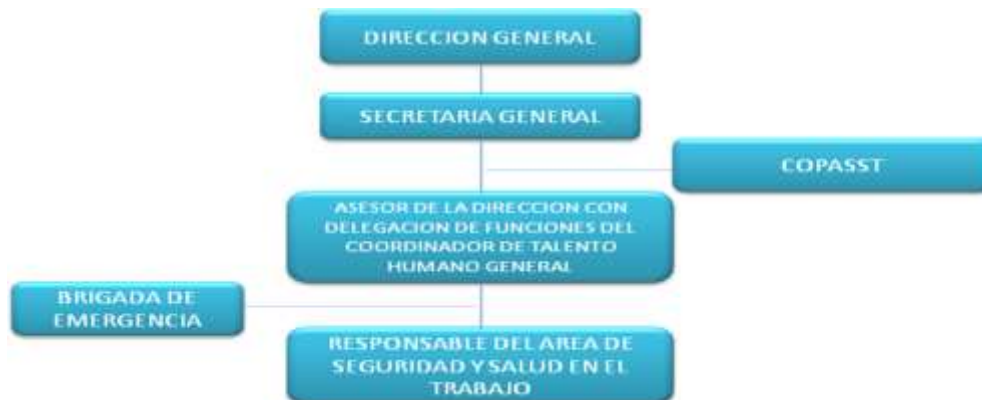 DIRECCION GENERAL
SECRETARIA GENERAL
COPASST
ASESOR DE LA DIRECCION CON
DELEGACION DE FUNCIONES DEL
COORDINADOR DE TALENTO
HUMANO GENERAL
BRIGADA DE
EMERGENCIA
RESPONSABLE DEL AREA DE
SEGURIDAD Y SALUD EN EL
TRABAJO